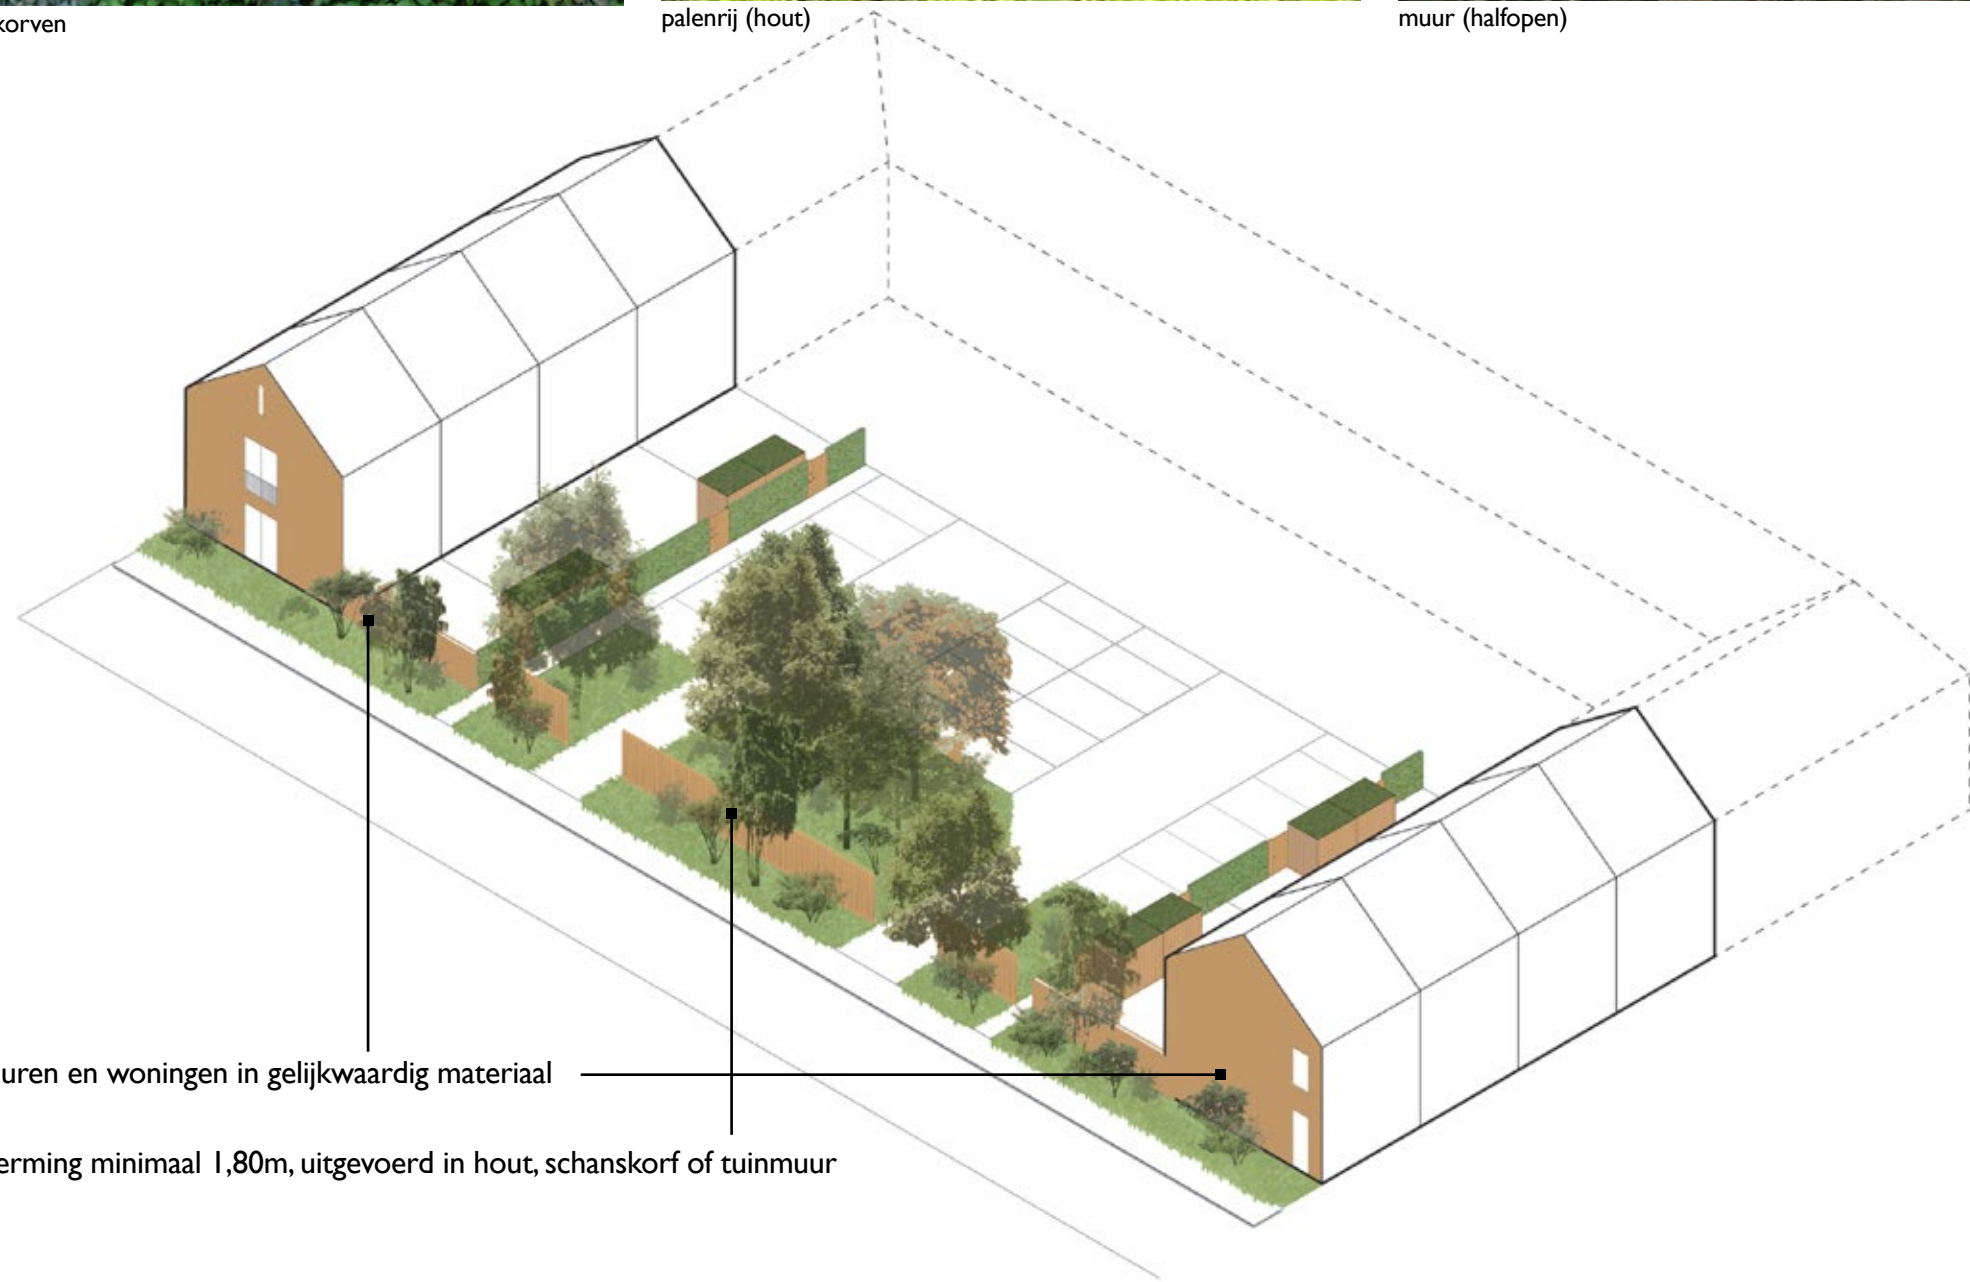 korven
palenrij (hout)
muur (halfopen)
uren en woningen in gelijkwaardig materiaal
erming minimaal 1,80m, uitgevoerd in hout, schanskorf of tuinmuur